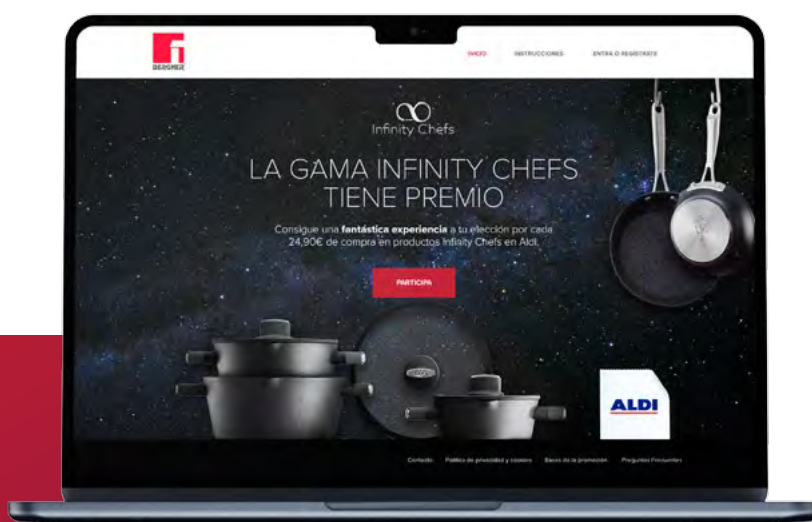 BERGNER
INICIO INSTRUCCIONES ENTRA O REGÍSTRATE
Infinity Chefs
LA GAMA INFINITY CHEFS
TIENE PREMIO
Consigue una fantástica experiencia a tu elección por cada
24,90€ de compra en productos Infinity Chefs en Aldi.
PARTICIPA
ALDI
Contacto Política de privacidad y cookies Bases de la promoción Preguntas Frecuentes